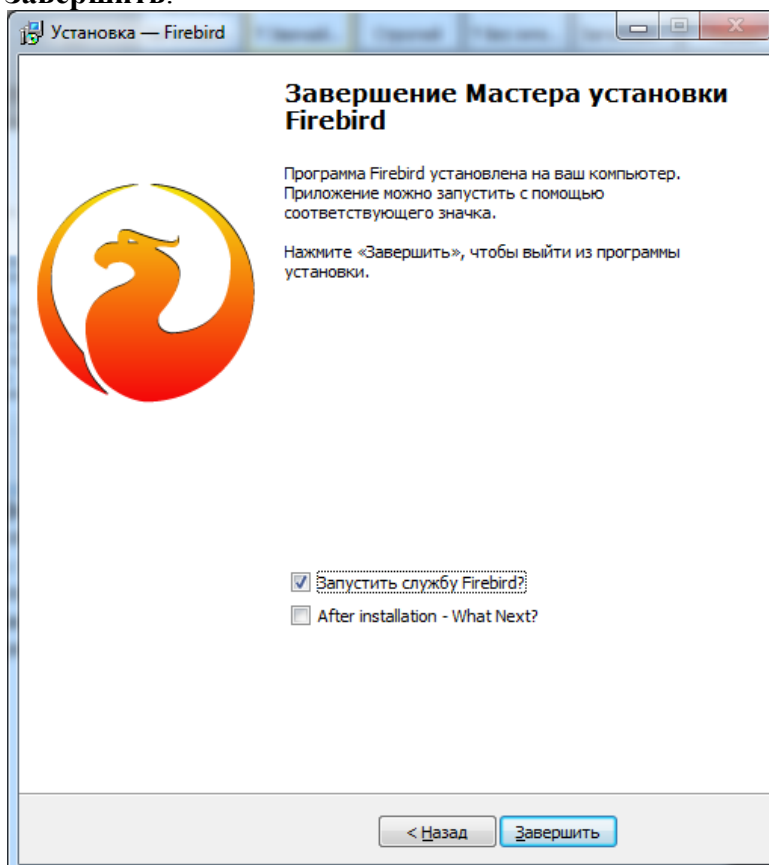 Завершить.
Установка — Firebird
Завершение Мастера установки
Firebird
Программа Firebird установлена на ваш компьютер.
Приложение можно запустить с помощью
соответствующего значка.
Нажмите «Завершить», чтобы выйти из программы
установки.
Запустить службу Firebird?
After installation - What Next?
< Назад
Завершить